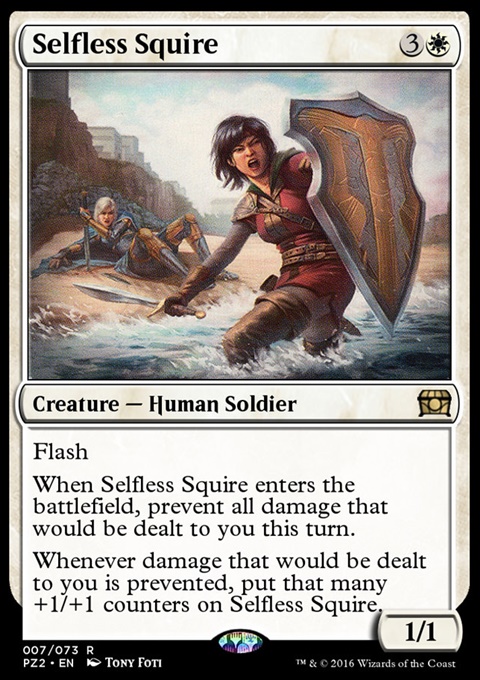 Selfless Squire 3
Creature — Human Soldier
Flash
When Selfless Squire enters the
battlefield, prevent all damage that
would be dealt to you this turn.
Whenever damage that would be dealt
to you is prevented, put that many
+1/+1 counters on Selfless Squire.
1/1
007/073 R
PZ2 • EN Tony Foti
™ & © 2016 Wizards of the Coast